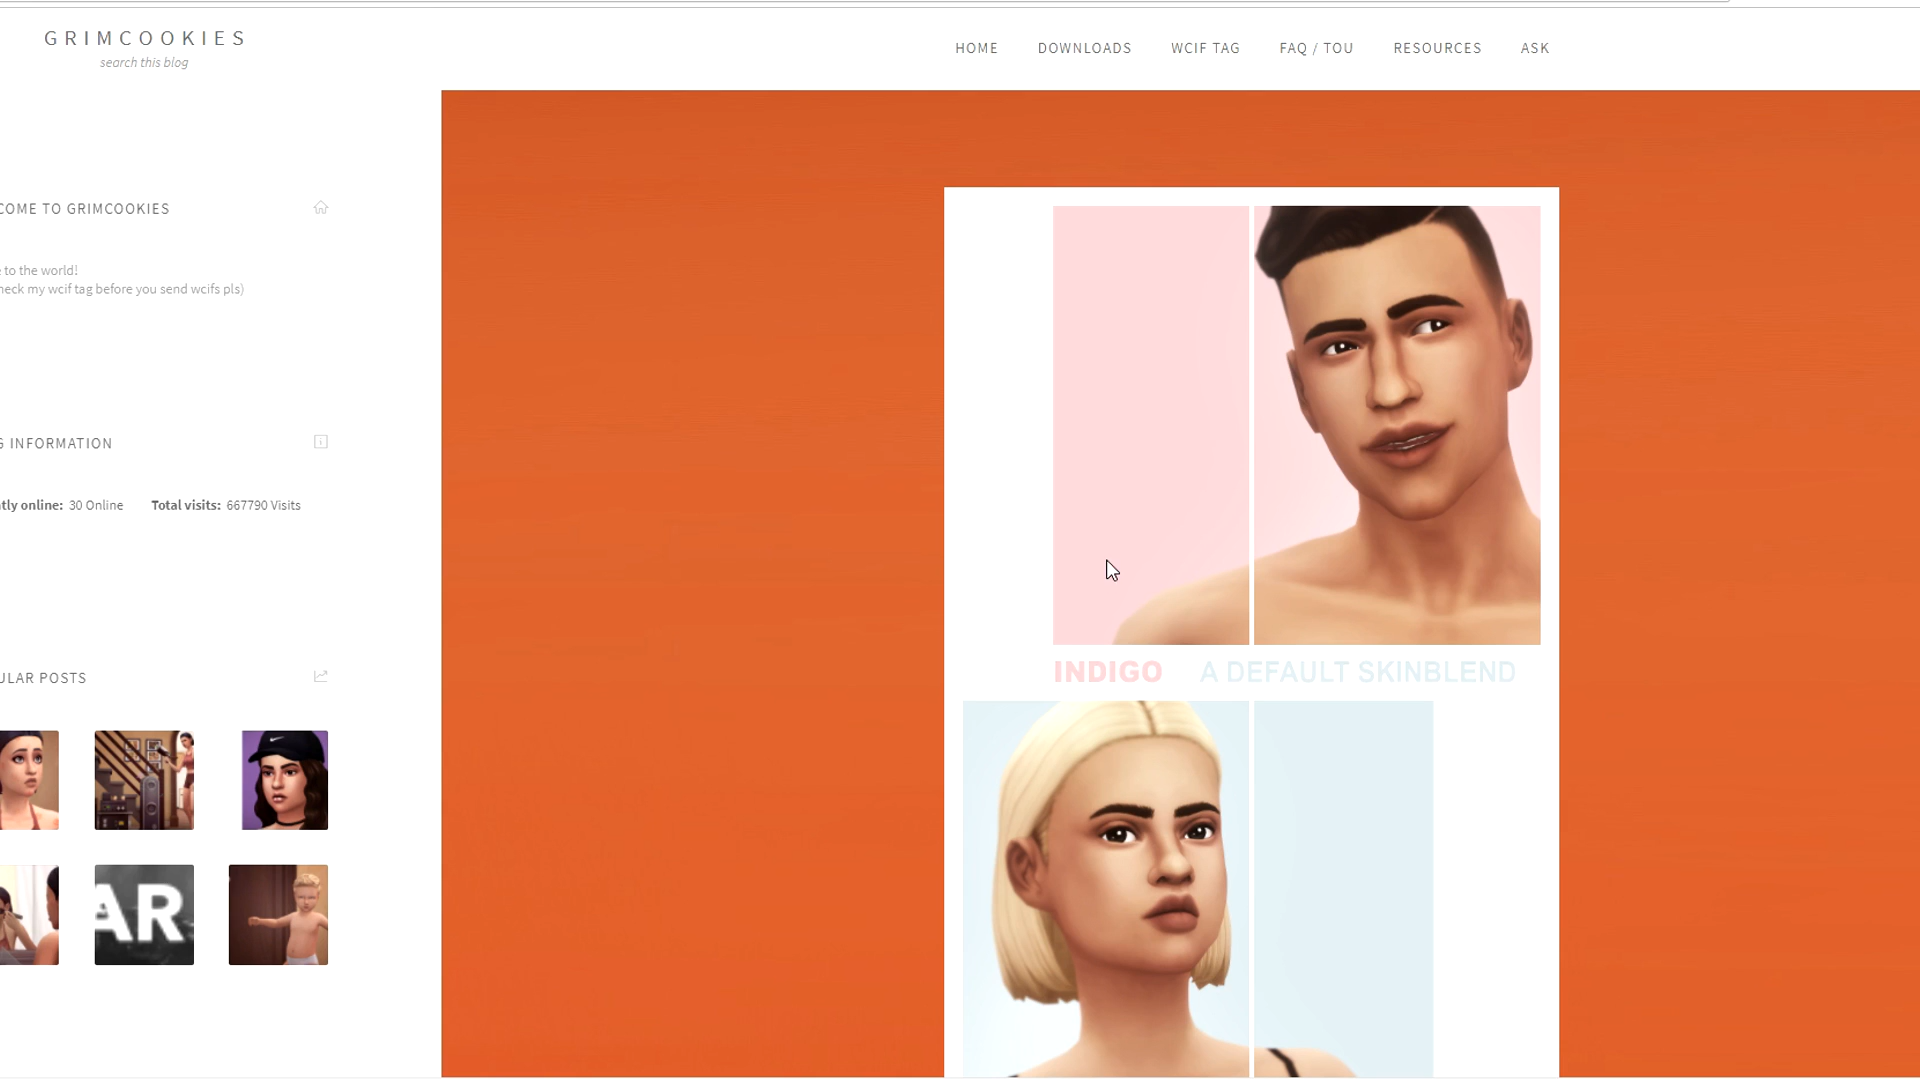 GRIMCOOKIES
search this blog
HOME DOWNLOADS WCIF TAG FAQ / TOU RESOURCES ASK
COME TO GRIMCOOKIES
to the world!
heck my wcif tag before you send wcifs pls)
G INFORMATION
tly online: 30 Online Total visits: 667790 Visits
ULAR POSTS
AR
INDIGO A DEFAULT SKINBLEND